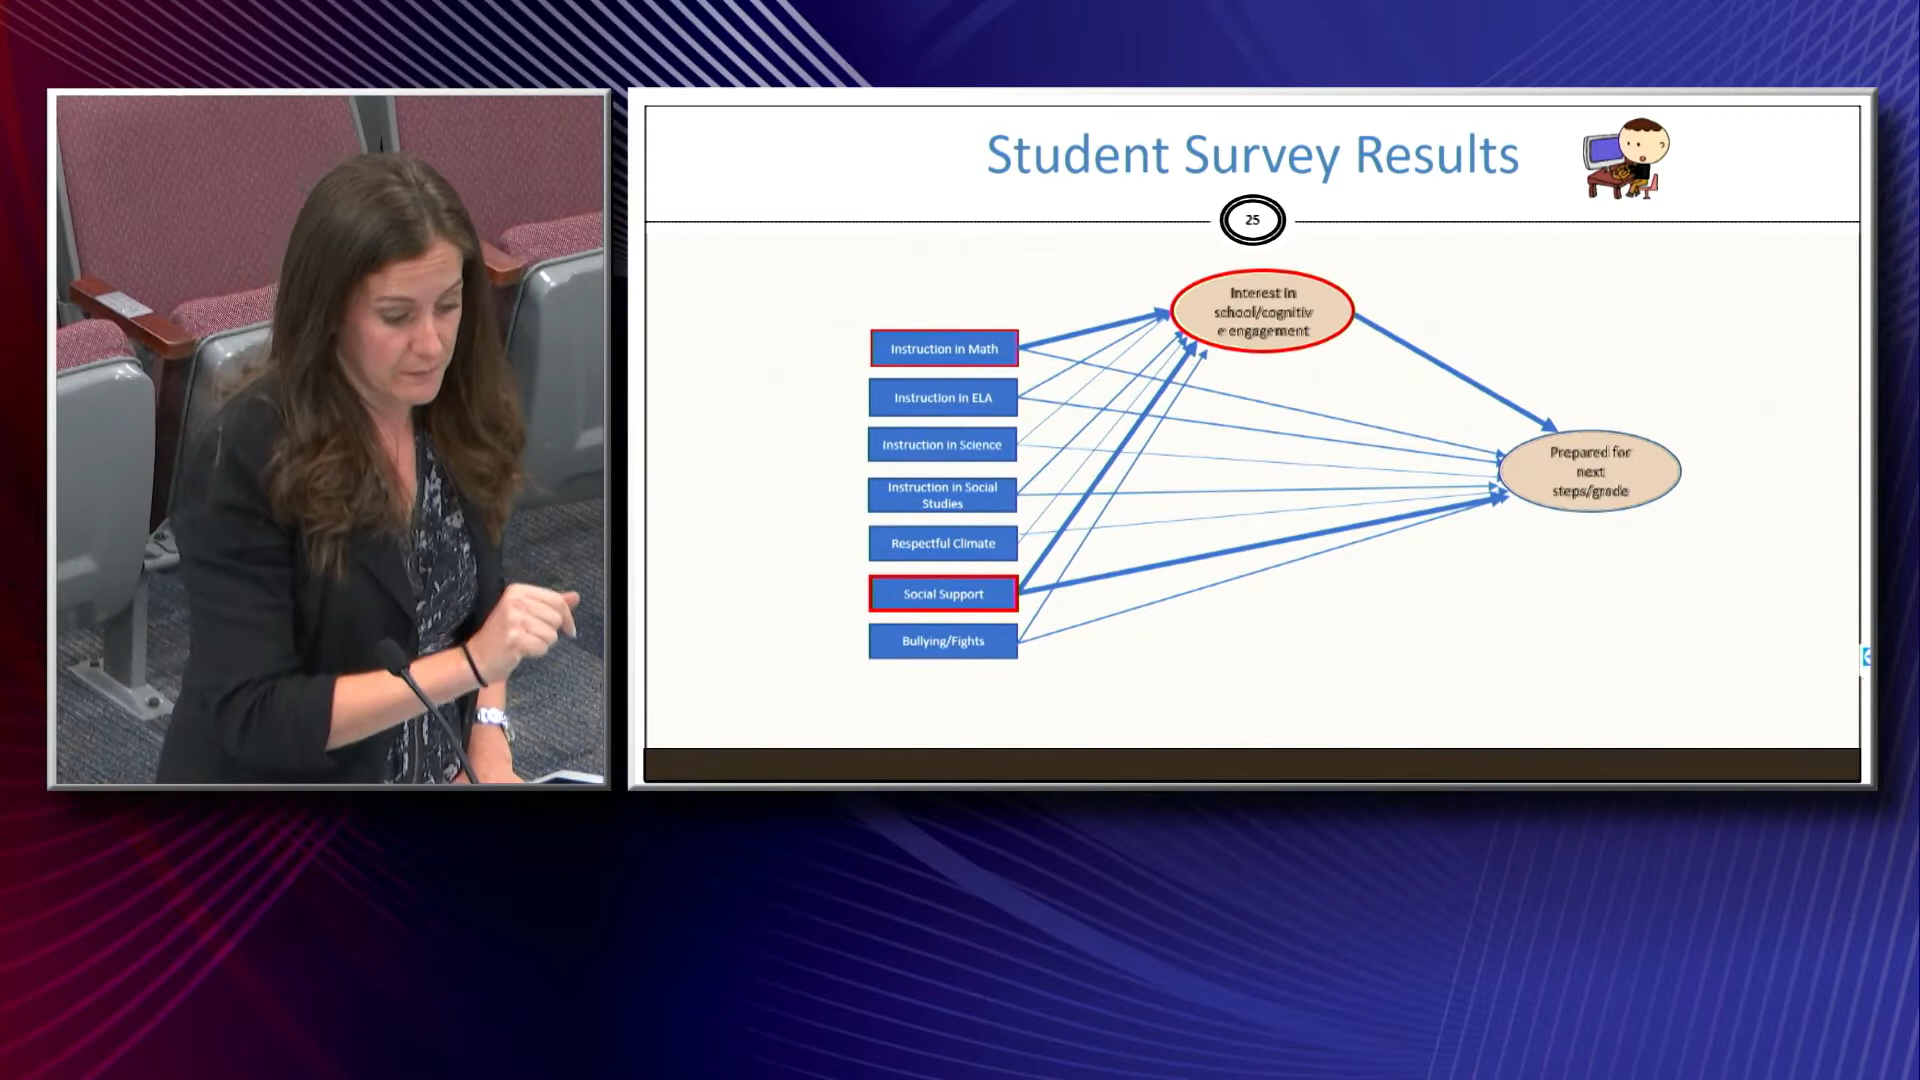 Student Survey Results
25
Interest in
school/cognitiv
e engagement
Instruction in Math
Instruction in ELA
Instruction in Science
Instruction in Social
Studies
Respectful Climate
Social Support
Bullying/Fights
Prepared for
next
steps/grade